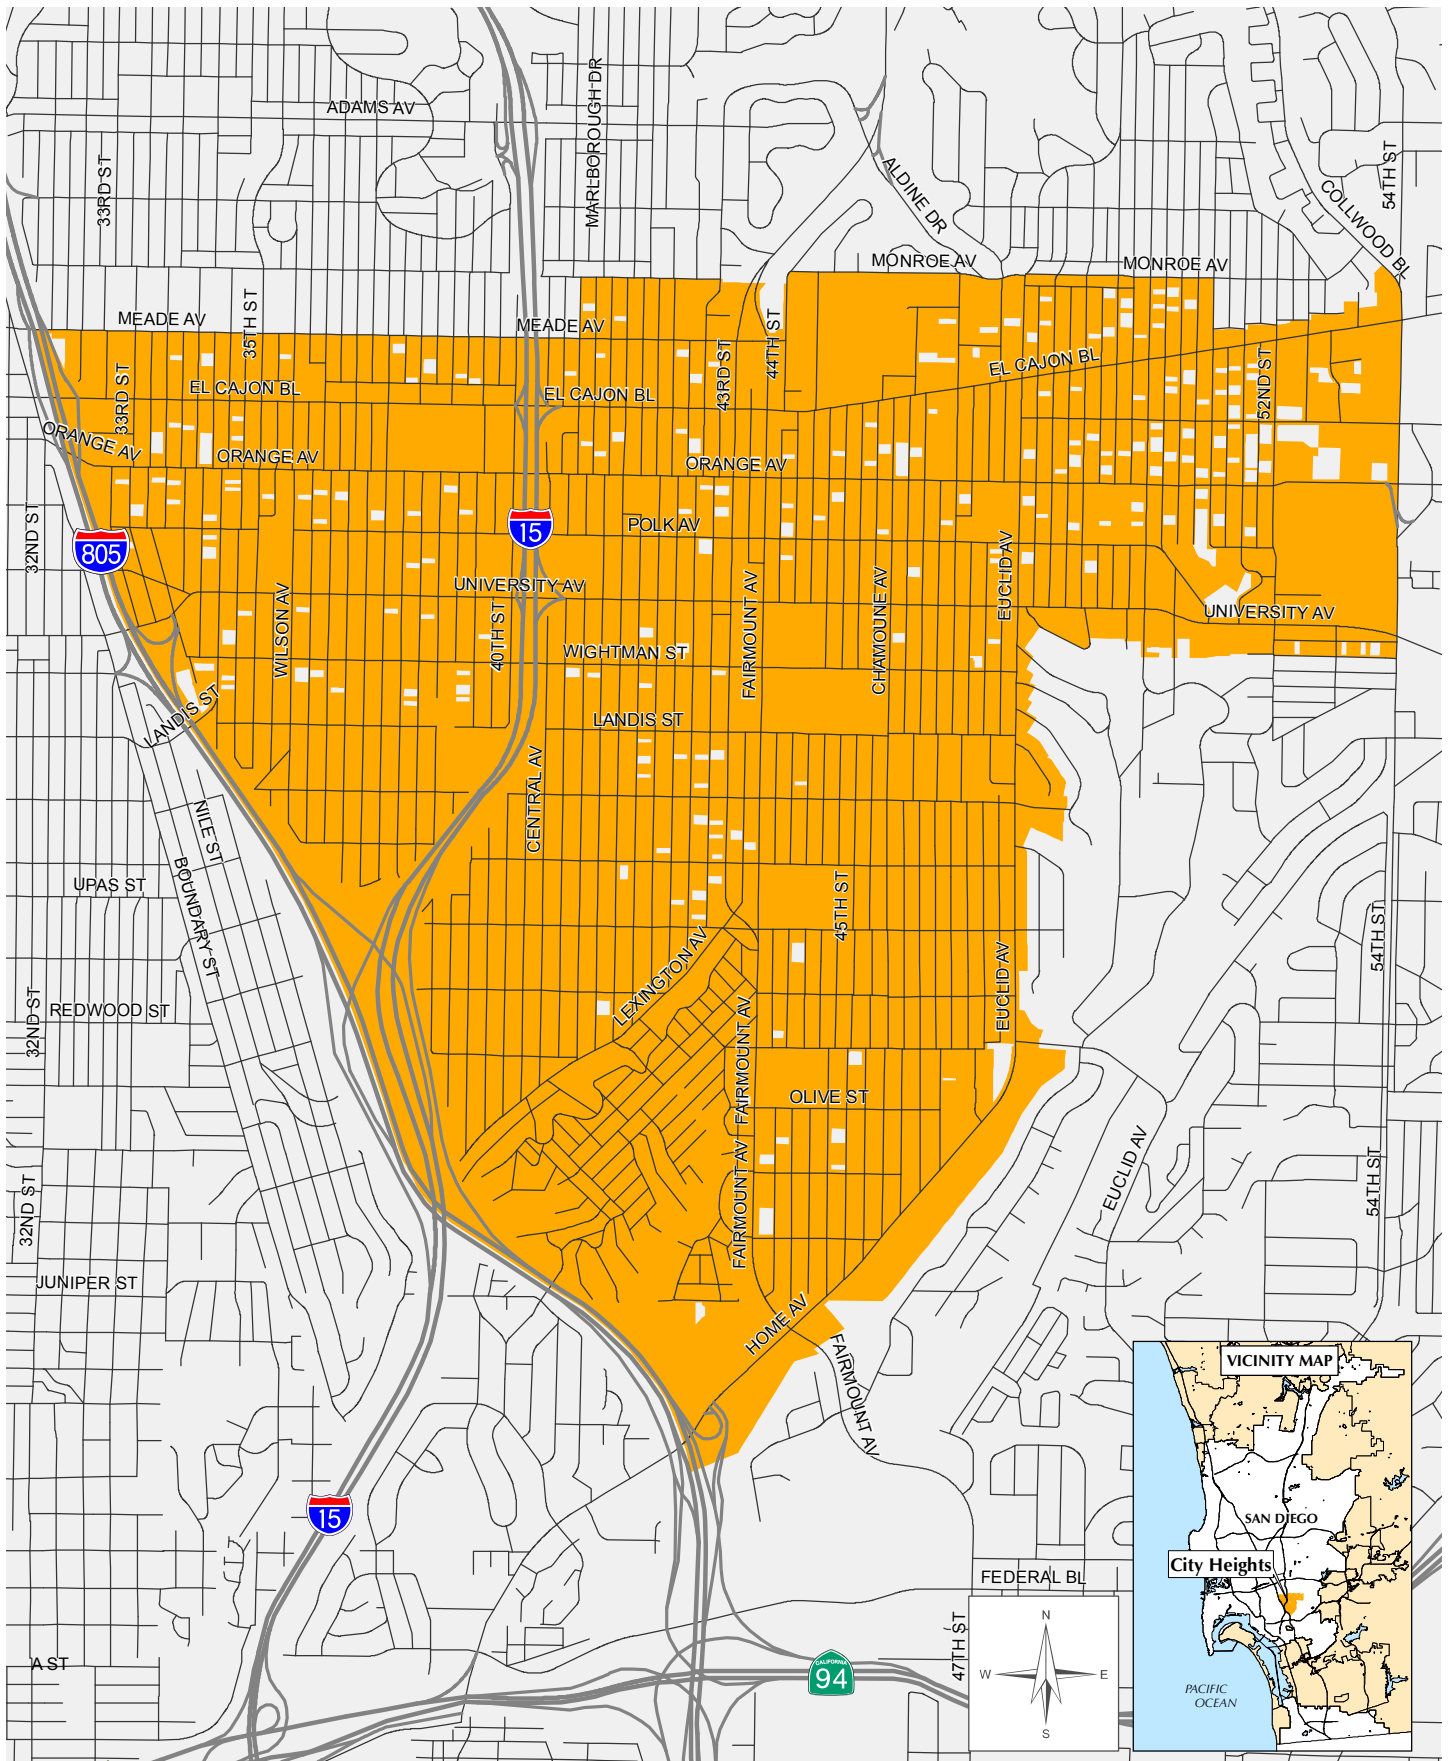 ADAMS AV
MARLBOROUGH DR
33RD ST
54TH ST
COLLWOOD BL
ALDINE DR
MONROE AV
MONROE AV
MEADE AV
35TH ST
MEADE AV
44TH ST
43RD ST
EL CAJON BL
33RD ST
EL CAJON BL
EL CAJON BL
52ND ST
ORANGE AV
ORANGE AV
ORANGE AV
32ND ST
805
15
POLK AV
EUCLID AV
UNIVERSITY AV
WILSON AV
40TH ST
FAIRMOUNT AV
CHAMOUNE AV
UNIVERSITY AV
WIGHTMAN ST
LANDIS ST
LANDIS ST
CENTRAL AV
NILE ST
BOUNDARY ST
UPAS ST
45TH ST
54TH ST
LEXINGTON AV
EUCLID AV
32ND ST
REDWOOD ST
FAIRMOUNT AV
OLIVE ST
FAIRMOUNT AV
EUCLID AV
54TH ST
32ND ST
JUNIPER ST
HOME AV
FAIRMOUNT AV
15
VICINITY MAP
SAN DIEGO
City Heights
PACIFIC
OCEAN
FEDERAL BL
47TH ST
N
W
E
S
A ST
CALIFORNIA
94